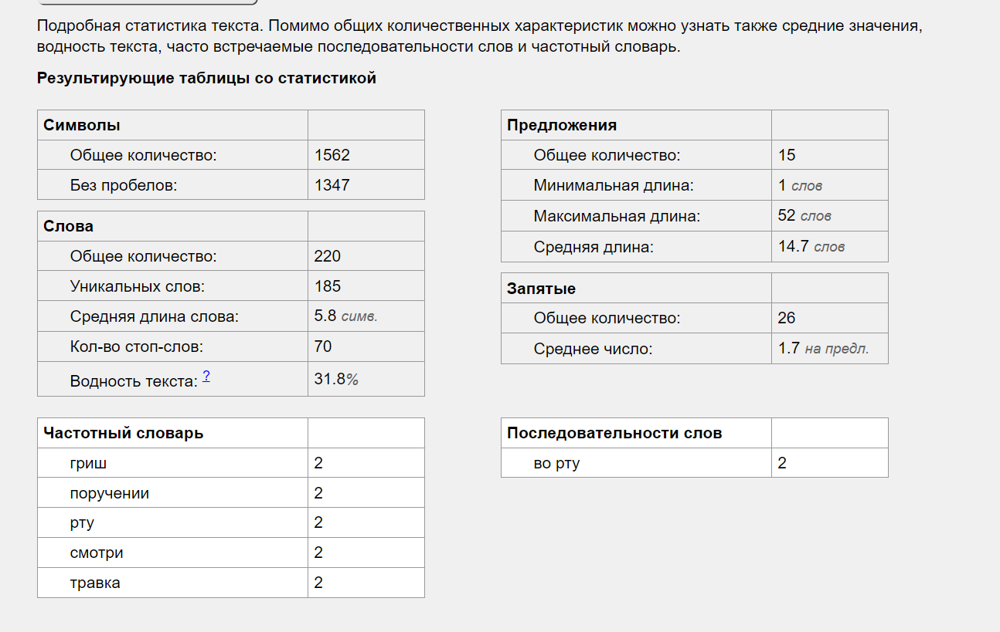 Подробная статистика текста. Помимо общих количественных характеристик можно узнать также средние значения,
водность текста, часто встречаемые последовательности слов и частотный словарь.
Результирующие таблицы со статистикой
Символы
Общее количество: 1562
Без пробелов: 1347
Слова
Общее количество: 220
Уникальных слов: 185
Средняя длина слова: 5.8 симв.
Кол-во стоп-слов: 70
Водность текста: ? 31.8%
Предложения
Общее количество: 15
Минимальная длина: 1 слов
Максимальная длина: 52 слов
Средняя длина: 14.7 слов
Запятые
Общее количество: 26
Среднее число: 1.7 на предл.
Частотный словарь
гриш 2
поручении 2
рту 2
смотри 2
травка 2
Последовательности слов
во рту 2